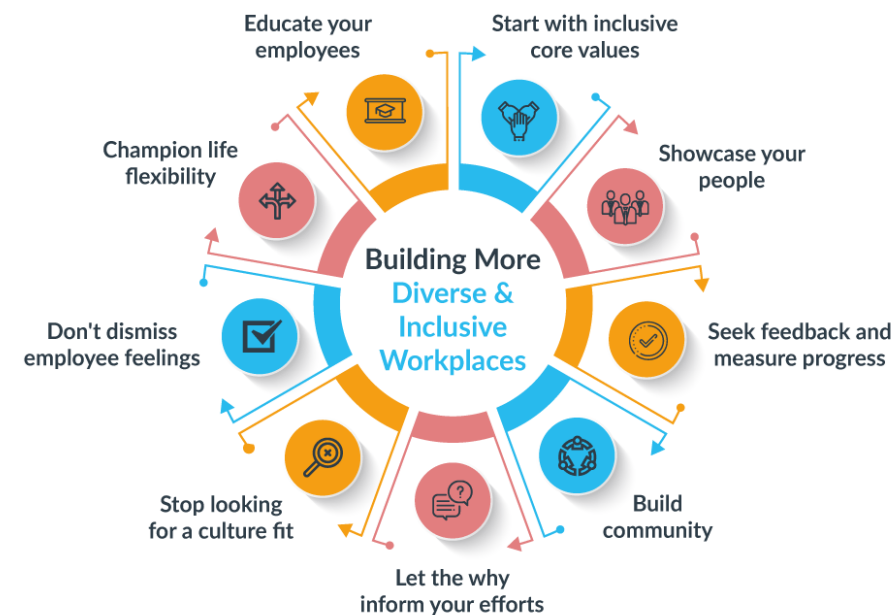 Building More
Diverse &
Inclusive
Workplaces
Start with inclusive
core values
Showcase your
people
Seek feedback and
measure progress
Build
community
Let the why
inform your efforts
Stop looking
for a culture fit
Don't dismiss
employee feelings
Champion life
flexibility
Educate your
employees